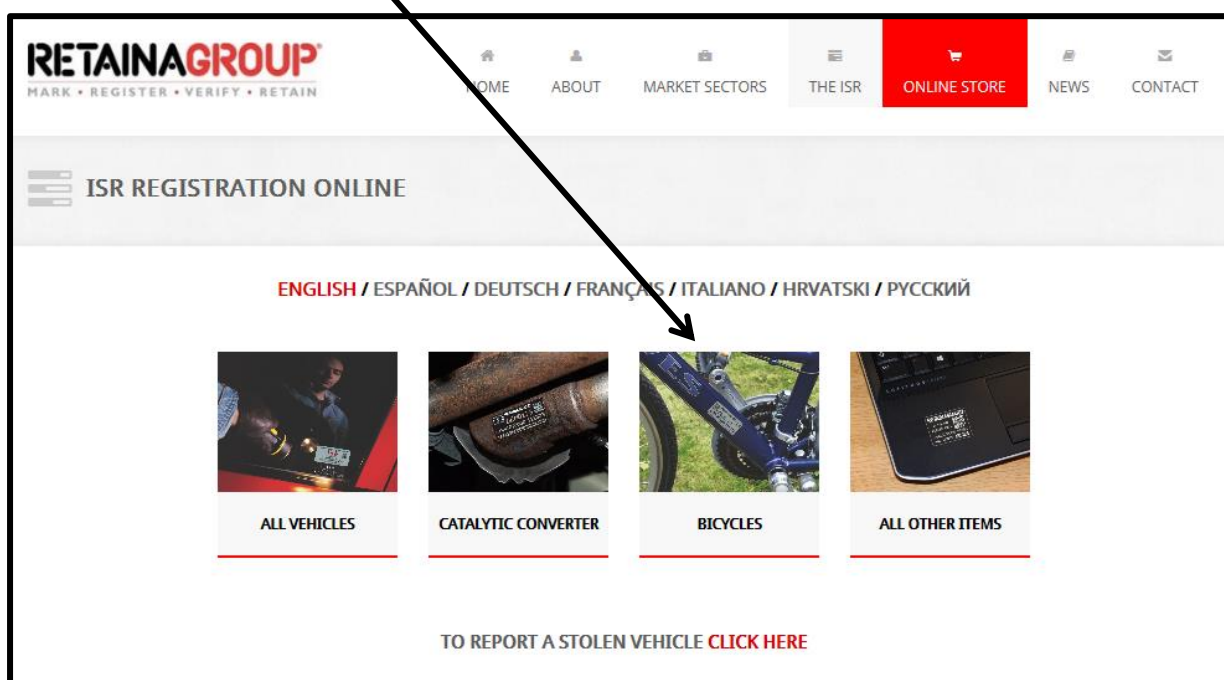 RETAINAGROUP®
MARK • REGISTER • VERIFY • RETAIN
HOME ABOUT MARKET SECTORS THE ISR ONLINE STORE NEWS CONTACT
ISR REGISTRATION ONLINE
ENGLISH / ESPAÑOL / DEUTSCH / FRANÇAIS / ITALIANO / HRVATSKI / РУССКИЙ
ES
ALL VEHICLES CATALYTIC CONVERTER BICYCLES ALL OTHER ITEMS
TO REPORT A STOLEN VEHICLE CLICK HERE